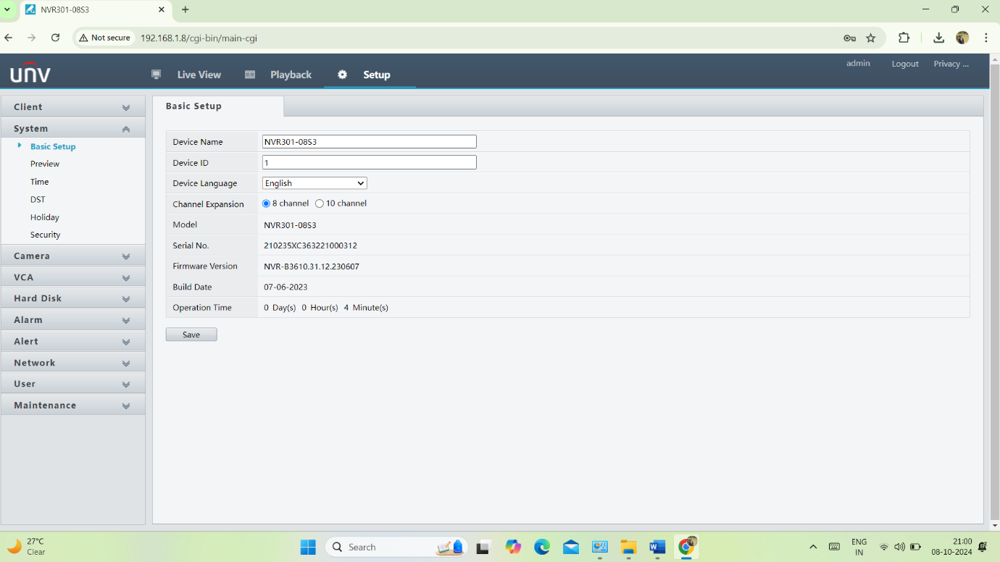 NVR301-08S3
Not secure 192.168.1.8/cgi-bin/main-cgi
unv Live View Playback Setup admin Logout Privacy ...
Client
System
Basic Setup
Preview
Time
DST
Holiday
Security
Camera
VCA
Hard Disk
Alarm
Alert
Network
User
Maintenance
Basic Setup
Device Name NVR301-08S3
Device ID 1
Device Language English
Channel Expansion 8 channel 10 channel
Model NVR301-08S3
Serial No. 210235XC363221000312
Firmware Version NVR-B3610.31.12.230607
Build Date 07-06-2023
Operation Time 0 Day(s) 0 Hour(s) 4 Minute(s)
Save
27°C
Clear
Search
ENG
IN
21:00
08-10-2024